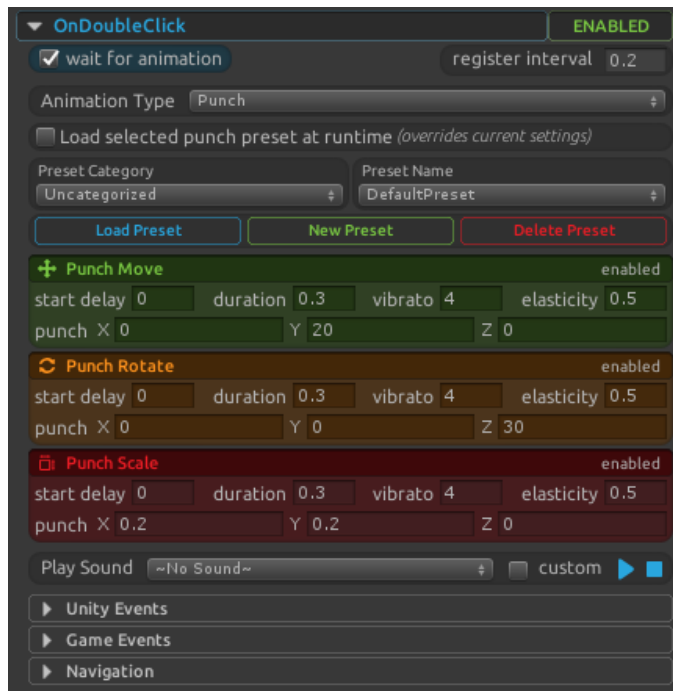 OnDoubleClick ENABLED
wait for animation register interval 0.2
Animation Type Punch
Load selected punch preset at runtime (overrides current settings)
Preset Category Preset Name
Uncategorized DefaultPreset
Load Preset New Preset Delete Preset
Punch Move enabled
start delay 0 duration 0.3 vibrato 4 elasticity 0.5
punch X 0 Y 20 Z 0
Punch Rotate enabled
start delay 0 duration 0.3 vibrato 4 elasticity 0.5
punch X 0 Y 0 Z 30
Punch Scale enabled
start delay 0 duration 0.3 vibrato 4 elasticity 0.5
punch X 0.2 Y 0.2 Z 0
Play Sound ~No Sound~ custom
Unity Events
Game Events
Navigation